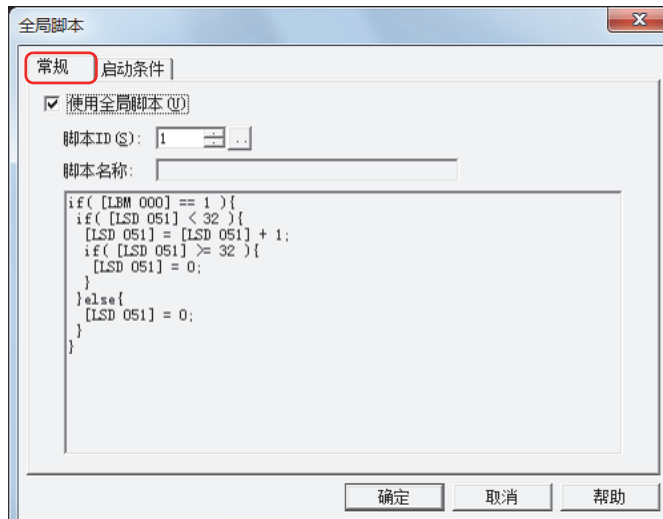 全局脚本
常规 启动条件
使用全局脚本(U)
脚本ID(S): 1 ..
脚本名称:
if( [LBM 000] == 1 ){
 if( [LSD 051] < 32 ){
  [LSD 051] = [LSD 051] + 1;
  if( [LSD 051] >= 32 ){
   [LSD 051] = 0;
  }
 }else{
  [LSD 051] = 0;
 }
}
确定 取消 帮助